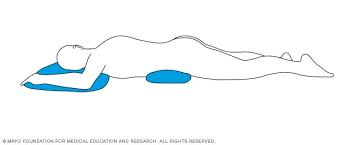 © MAYO FOUNDATION FOR MEDICAL EDUCATION AND RESEARCH. ALL RIGHTS RESERVED.